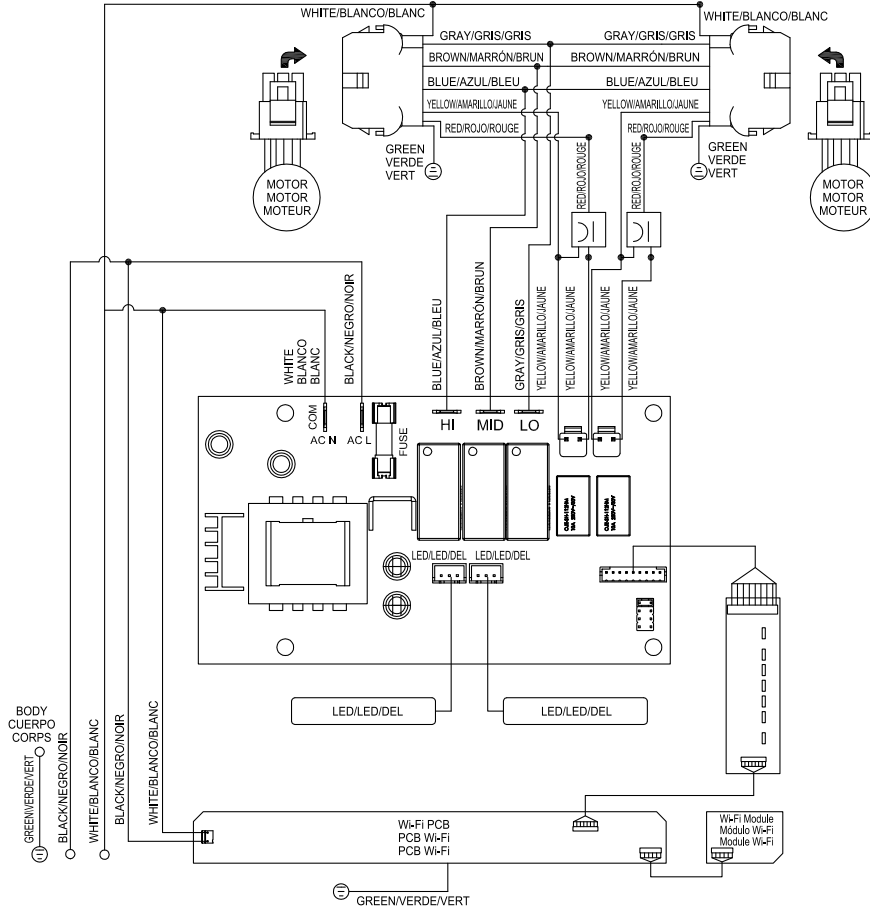 WHITE/BLANCO/BLANC
WHITE/BLANCO/BLANC
GRAY/GRIS/GRIS
GRAY/GRIS/GRIS
BROWN/MARRÓN/BRUN
BROWN/MARRÓN/BRUN
BLUE/AZUL/BLEU
BLUE/AZUL/BLEU
YELLOW/AMARILLO/JAUNE
YELLOW/AMARILLO/JAUNE
RED/ROJO/ROUGE
RED/ROJO/ROUGE
GREEN
VERDE
VERT
GREEN
VERDE
VERT
MOTOR
MOTOR
MOTEUR
MOTOR
MOTOR
MOTEUR
RED/ROJO/ROUGE
RED/ROJO/ROUGE
WHITE
BLANCO
BLANC
BLACK/NEGRO/NOIR
BLUE/AZUL/BLEU
BROWN/MARRÓN/BRUN
GRAY/GRIS/GRIS
YELLOW/AMARILLO/JAUNE
YELLOW/AMARILLO/JAUNE
YELLOW/AMARILLO/JAUNE
YELLOW/AMARILLO/JAUNE
COM
AC N
AC L
FUSE
HI
MID
LO
LED/LED/DEL
LED/LED/DEL
LED/LED/DEL
LED/LED/DEL
BODY
CUERPO
CORPS
GREEN/VERDE/VERT
BLACK/NEGRO/NOIR
WHITE/BLANCO/BLANC
BLACK/NEGRO/NOIR
WHITE/BLANCO/BLANC
Wi-Fi PCB
PCB Wi-Fi
PCB Wi-Fi
Wi-Fi Module
Módulo Wi-Fi
Module Wi-Fi
GREEN/VERDE/VERT